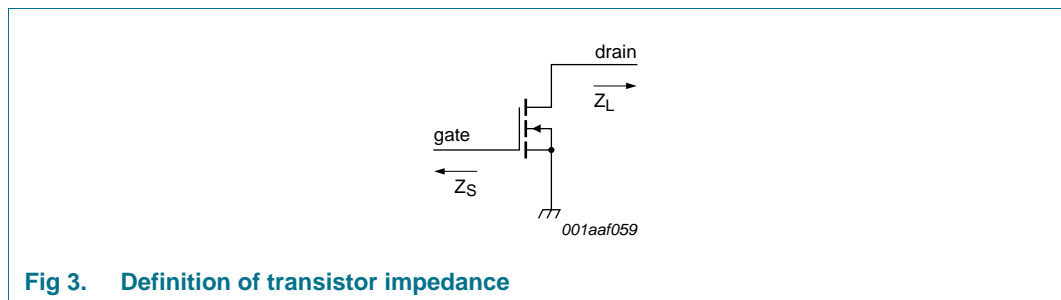 drain
Z_L
gate
Z_S
001aaf059
Fig 3. Definition of transistor impedance